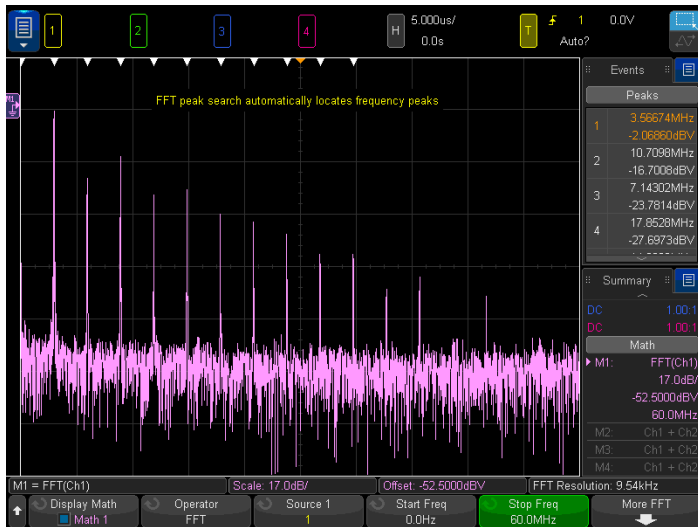 1
2
3
4
H
5.000us/
0.0s
T
1
0.0V
Auto?
M1
FFT peak search automatically locates frequency peaks
Events
Peaks
1
3.56674MHz
-2.06860dBV
2
10.7098MHz
-16.7008dBV
3
7.14302MHz
-23.7814dBV
4
17.8528MHz
-27.6973dBV
Summary
DC 1.00:1
DC 1.00:1
Math
M1: FFT(Ch1)
17.0dB/
-52.5000dBV
60.0MHz
M2: Ch1 + Ch2
M3: Ch1 + Ch2
M4: Ch1 + Ch2
M1 = FFT(Ch1)
Scale: 17.0dB/
Offset: -52.5000dBV
FFT Resolution: 9.54kHz
Display Math
Math 1
Operator
FFT
Source 1
1
Start Freq
0.0Hz
Stop Freq
60.0MHz
More FFT